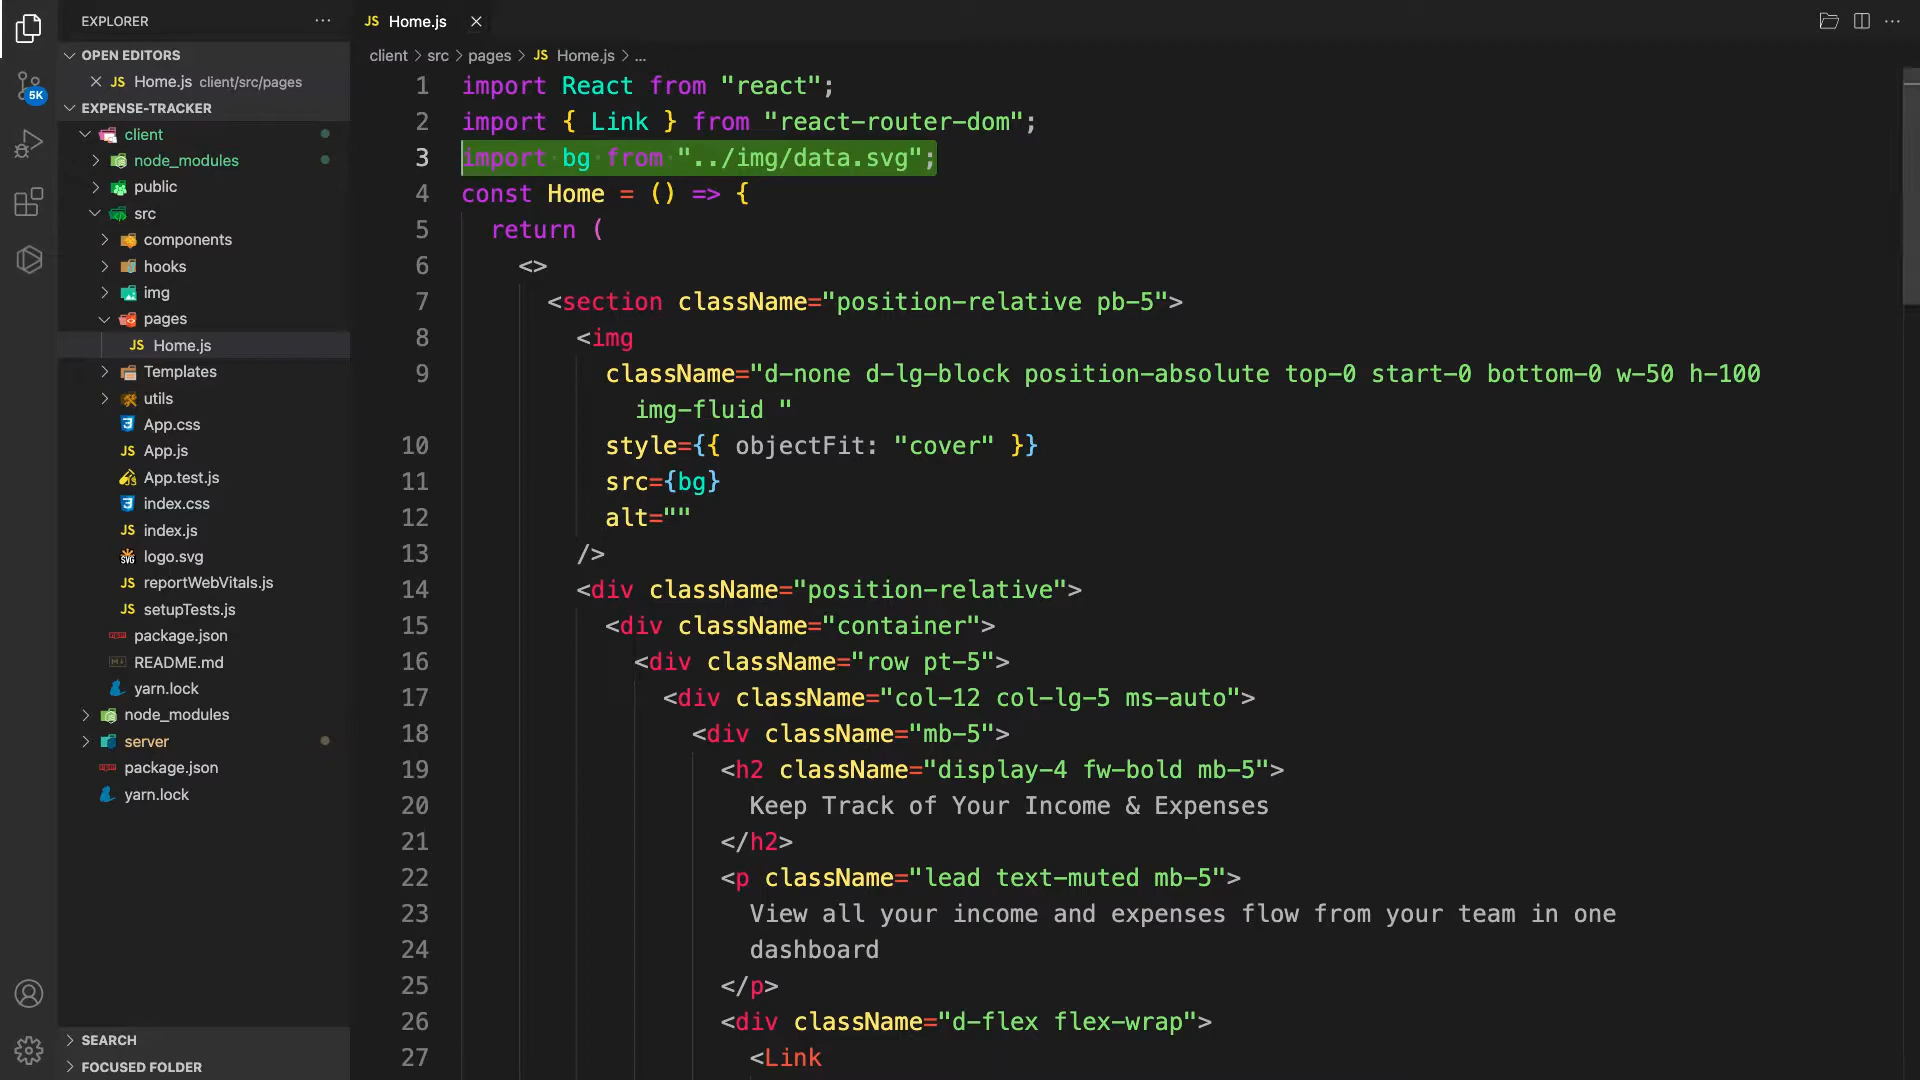 EXPLORER
OPEN EDITORS
JS Home.js client/src/pages
5K
EXPENSE-TRACKER
client
node_modules
public
src
components
hooks
img
pages
JS Home.js
Templates
utils
App.css
JS App.js
App.test.js
index.css
JS index.js
SVG logo.svg
JS reportWebVitals.js
JS setupTests.js
package.json
README.md
yarn.lock
node_modules
server
package.json
yarn.lock
SEARCH
FOCUSED FOLDER
JS Home.js
client > src > pages > JS Home.js > ...
1 import React from "react";
2 import { Link } from "react-router-dom";
3 import bg from "../img/data.svg";
4 const Home = () => {
5 return (
6 <>
7 <section className="position-relative pb-5">
8 <img
9 className="d-none d-lg-block position-absolute top-0 start-0 bottom-0 w-50 h-100
img-fluid "
10 style={{ objectFit: "cover" }}
11 src={bg}
12 alt=""
13 />
14 <div className="position-relative">
15 <div className="container">
16 <div className="row pt-5">
17 <div className="col-12 col-lg-5 ms-auto">
18 <div className="mb-5">
19 <h2 className="display-4 fw-bold mb-5">
20 Keep Track of Your Income & Expenses
21 </h2>
22 <p className="lead text-muted mb-5">
23 View all your income and expenses flow from your team in one
24 dashboard
25 </p>
26 <div className="d-flex flex-wrap">
27 <Link